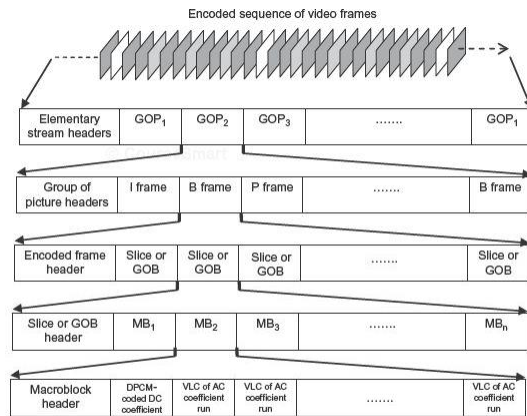 Encoded sequence of video frames
Elementary stream headers GOP1 GOP2 GOP3 ....... GOP1
Group of picture headers I frame B frame P frame ....... B frame
Encoded frame header Slice or GOB Slice or GOB Slice or GOB ....... Slice or GOB
Slice or GOB header MB1 MB2 MB3 ....... MBn
Macroblock header DPCM-coded DC coefficient VLC of AC coefficient run VLC of AC coefficient run ....... VLC of AC coefficient run